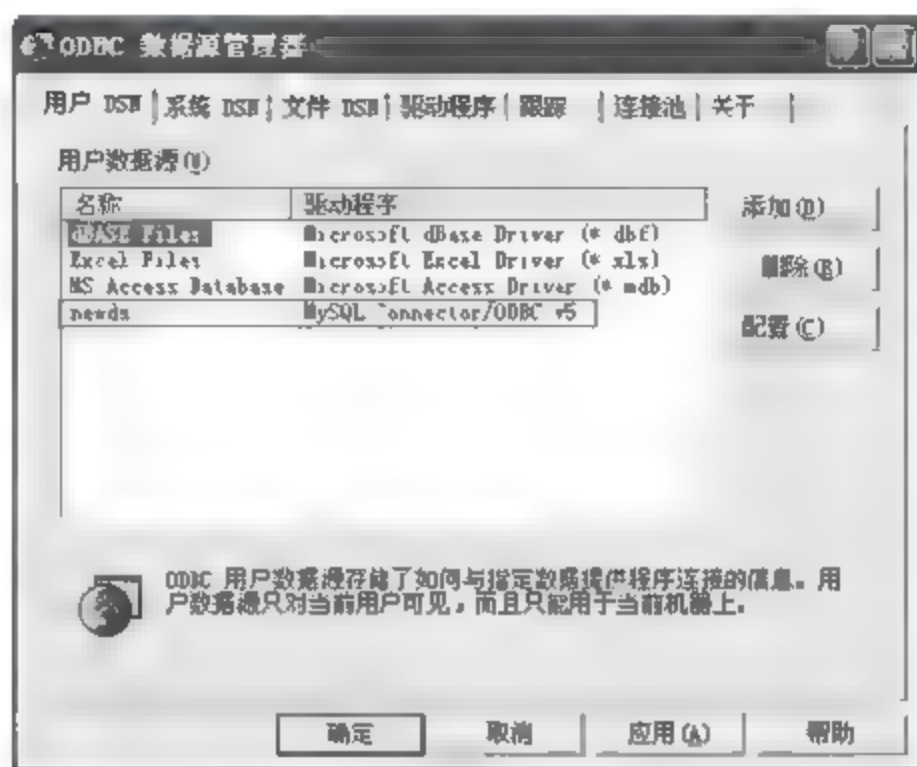 ODBC 数据源管理器
用户 DSN 系统 DSN 文件 DSN 驱动程序 跟踪 连接池 关于
用户数据源(U)
名称 驱动程序
dBASE Files Microsoft dBase Driver (*.dbf)
Excel Files Microsoft Excel Driver (*.xls)
MS Access Database Microsoft Access Driver (*.mdb)
newds MySQL Connector/ODBC v5
添加(D)
删除(R)
配置(C)
ODBC 用户数据源存储了如何与指定数据提供程序连接的信息。用
户数据源只对当前用户可见,而且只能用于当前机器上。
确定 取消 应用(A) 帮助